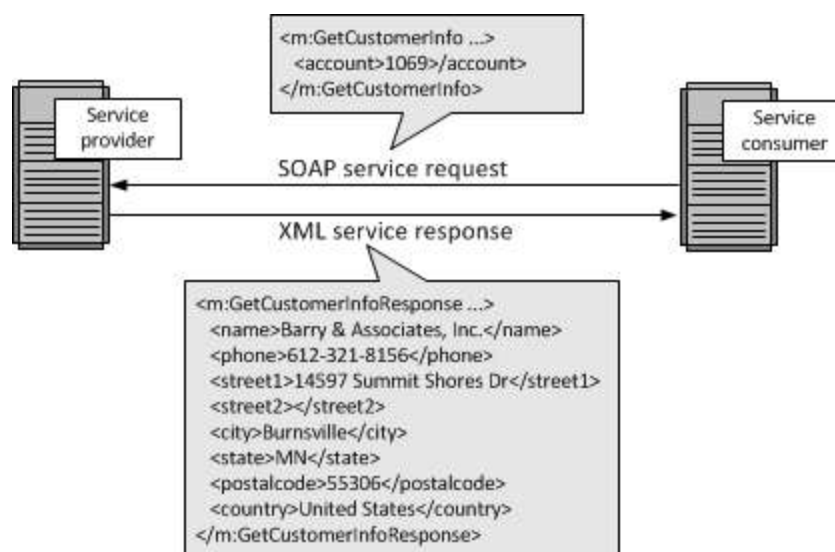 <m:GetCustomerInfo ...>
<account>1069>/account>
</m:GetCustomerInfo>
Service
provider
Service
consumer
SOAP service request
XML service response
<m:GetCustomerInfoResponse ...>
<name>Barry & Associates, Inc.</name>
<phone>612-321-8156</phone>
<street1>14597 Summit Shores Dr</street1>
<street2></street2>
<city>Burnsville</city>
<state>MN</state>
<postalcode>55306</postalcode>
<country>United States</country>
</m:GetCustomerInfoResponse>